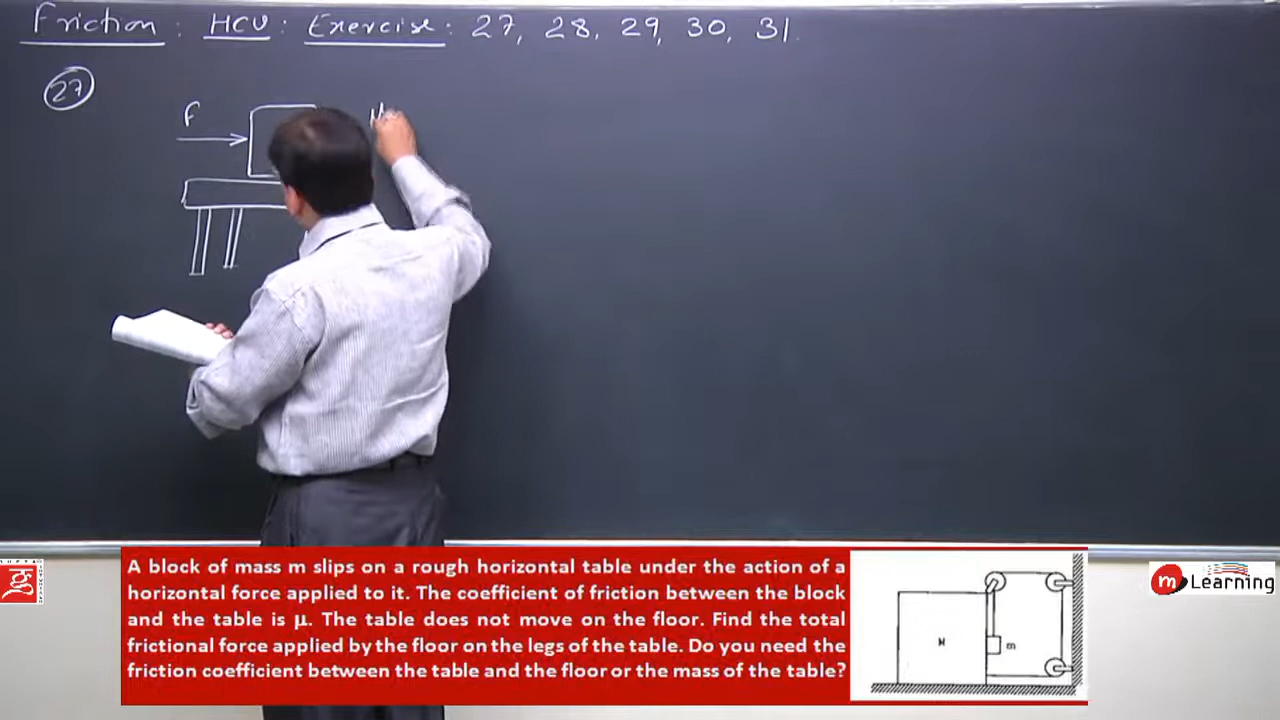 Friction : HCV : Exercise : 27, 28, 29, 30, 31.
27
F
μ
A block of mass m slips on a rough horizontal table under the action of a
horizontal force applied to it. The coefficient of friction between the block
and the table is μ. The table does not move on the floor. Find the total
frictional force applied by the floor on the legs of the table. Do you need the
friction coefficient between the table and the floor or the mass of the table?
M
m
m Learning